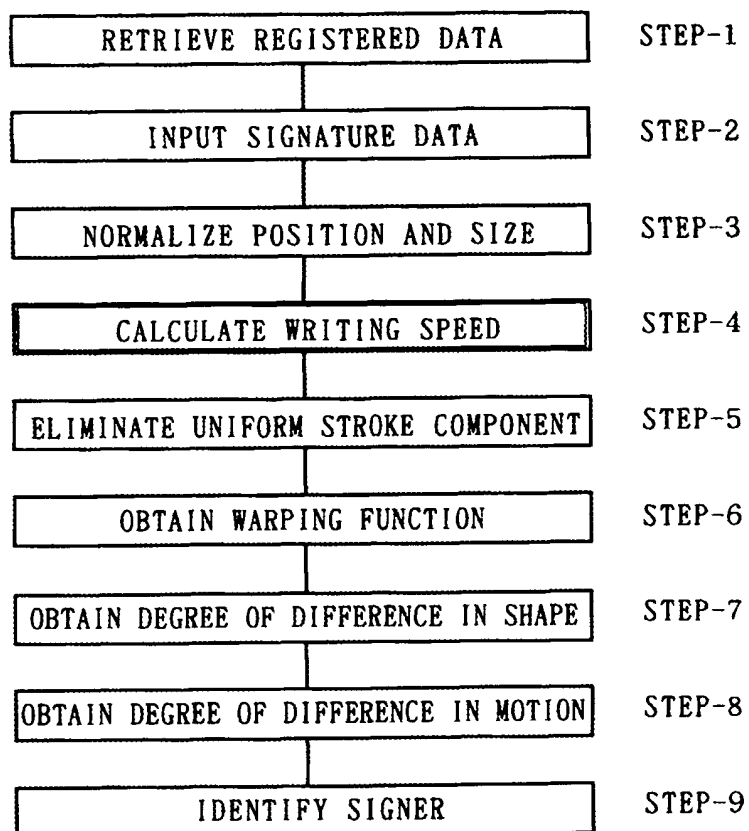 RETRIEVE REGISTERED DATA STEP-1
INPUT SIGNATURE DATA STEP-2
NORMALIZE POSITION AND SIZE STEP-3
CALCULATE WRITING SPEED STEP-4
ELIMINATE UNIFORM STROKE COMPONENT STEP-5
OBTAIN WARPING FUNCTION STEP-6
OBTAIN DEGREE OF DIFFERENCE IN SHAPE STEP-7
OBTAIN DEGREE OF DIFFERENCE IN MOTION STEP-8
IDENTIFY SIGNER STEP-9